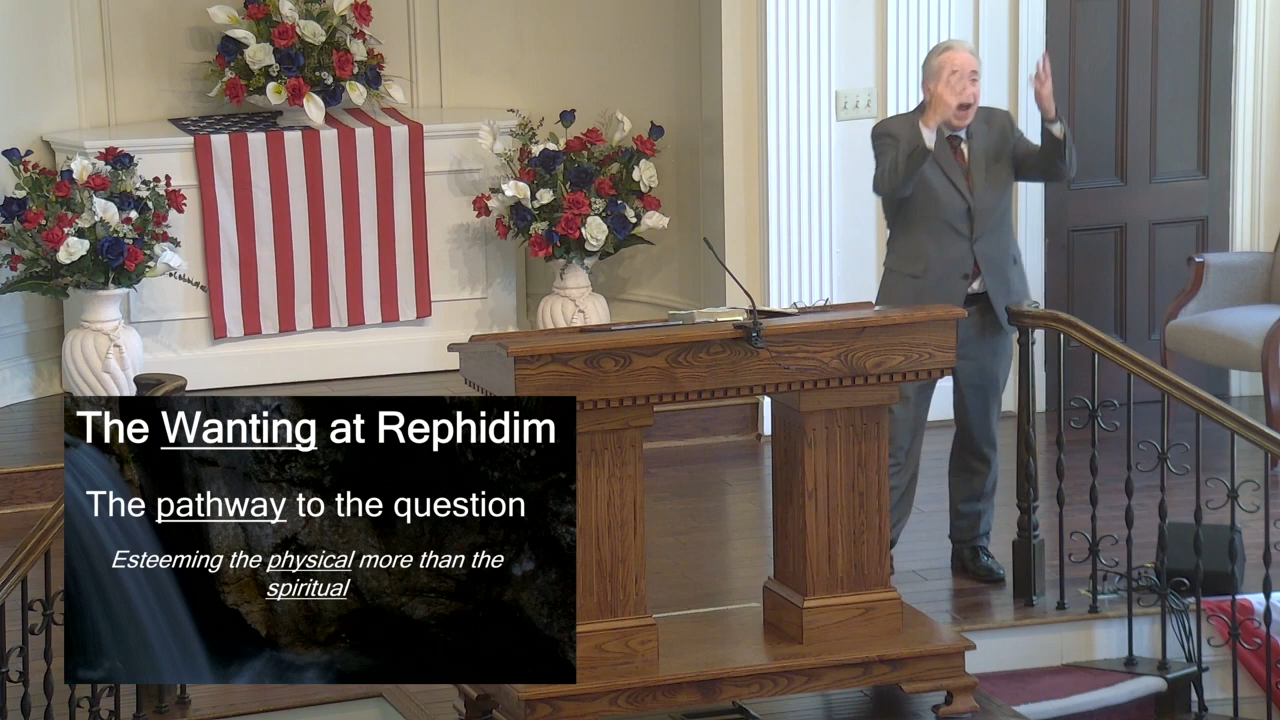 The Wanting at Rephidim
The pathway to the question
Esteeming the physical more than the
spiritual